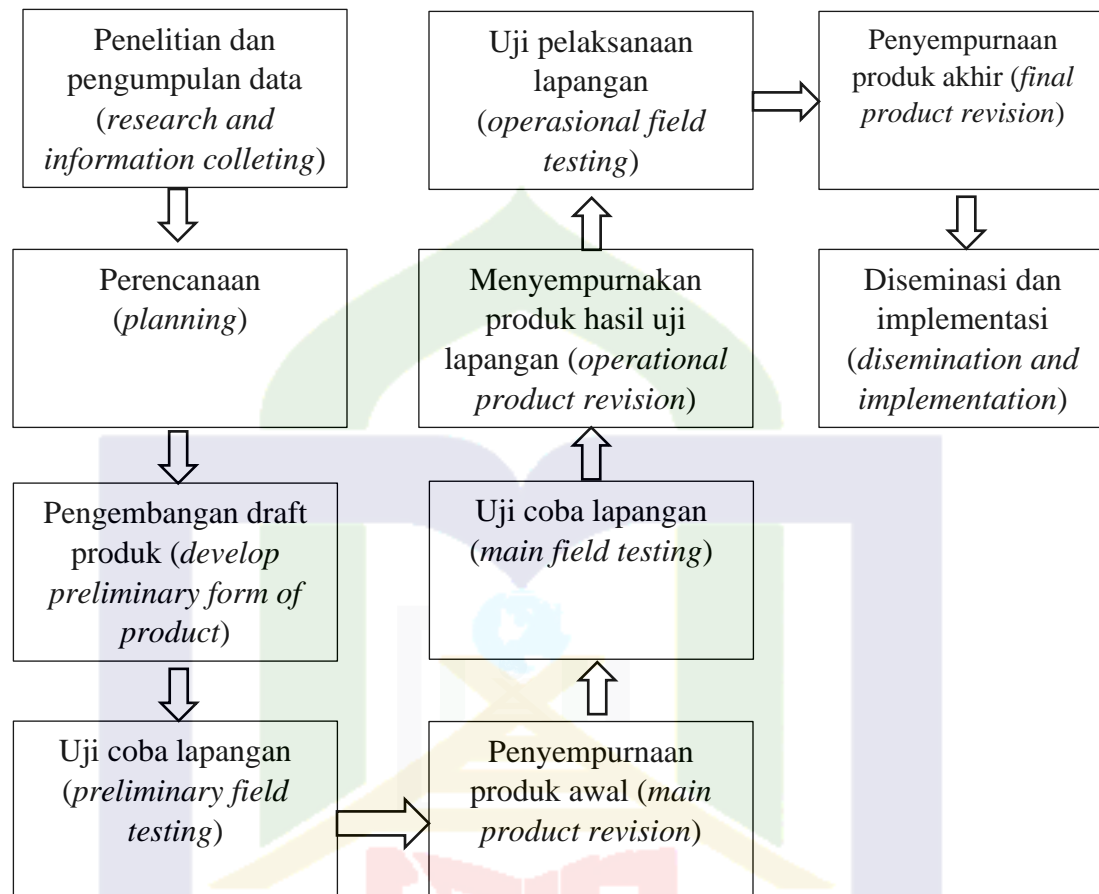 Penelitian dan
pengumpulan data
(research and
information colleting)
Perencanaan
(planning)
Pengembangan draft
produk (develop
preliminary form of
product)
Uji coba lapangan
(preliminary field
testing)
Penyempurnaan
produk awal (main
product revision)
Uji coba lapangan
(main field testing)
Menyempurnakan
produk hasil uji
lapangan (operational
product revision)
Uji pelaksanaan
lapangan
(operasional field
testing)
Penyempurnaan
produk akhir (final
product revision)
Diseminasi dan
implementasi
(disemination and
implementation)